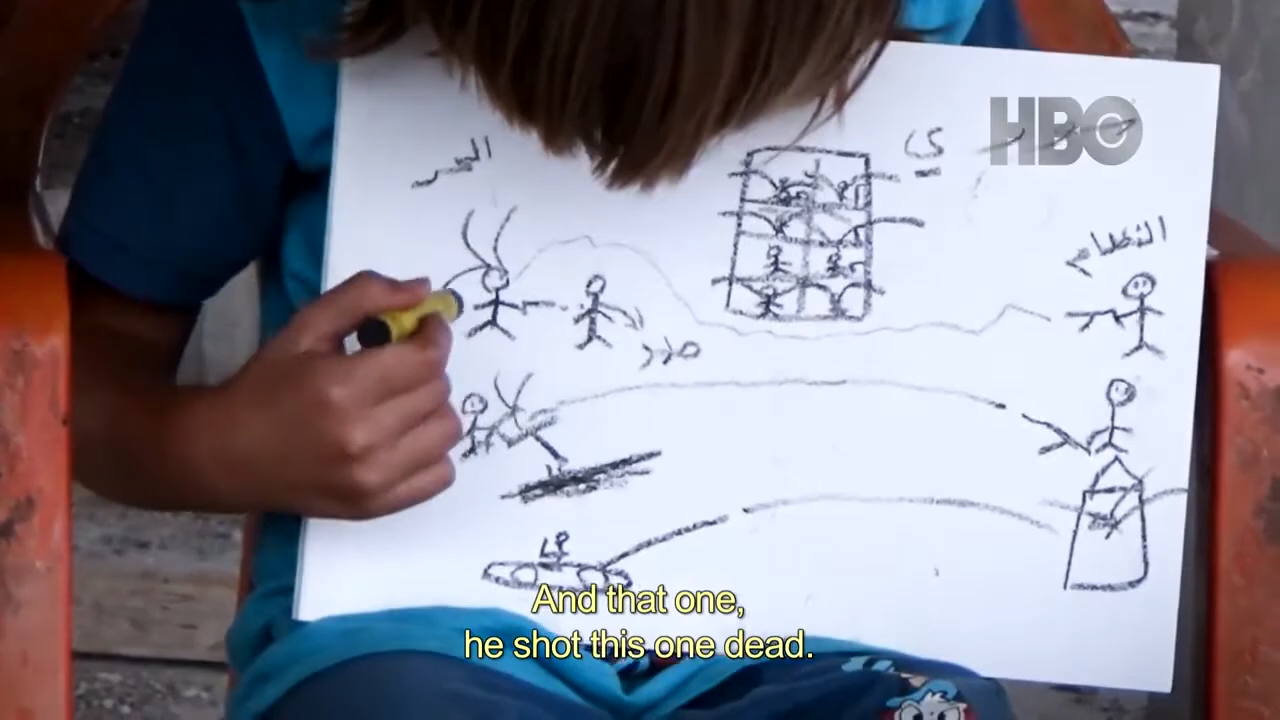 HBO
النظام
And that one,
he shot this one dead.